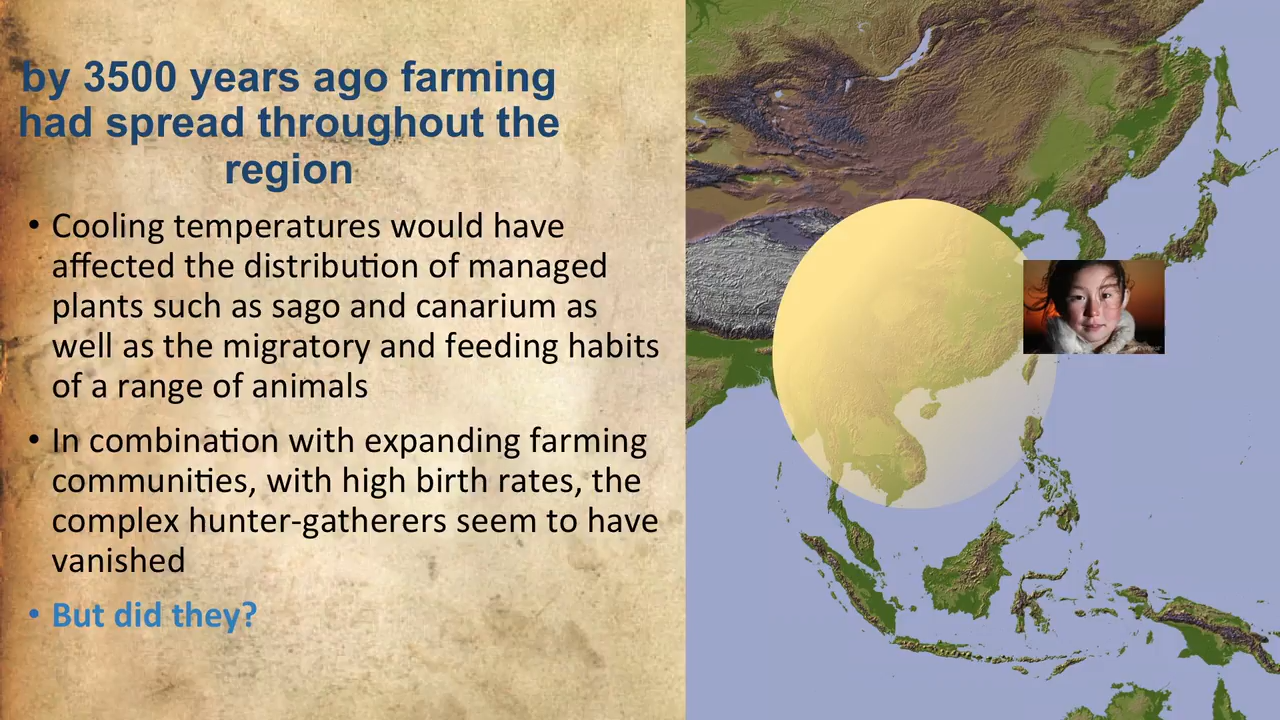 by 3500 years ago farming
had spread throughout the
region
• Cooling temperatures would have
affected the distribution of managed
plants such as sago and canarium as
well as the migratory and feeding habits
of a range of animals
• In combination with expanding farming
communities, with high birth rates, the
complex hunter-gatherers seem to have
vanished
• But did they?